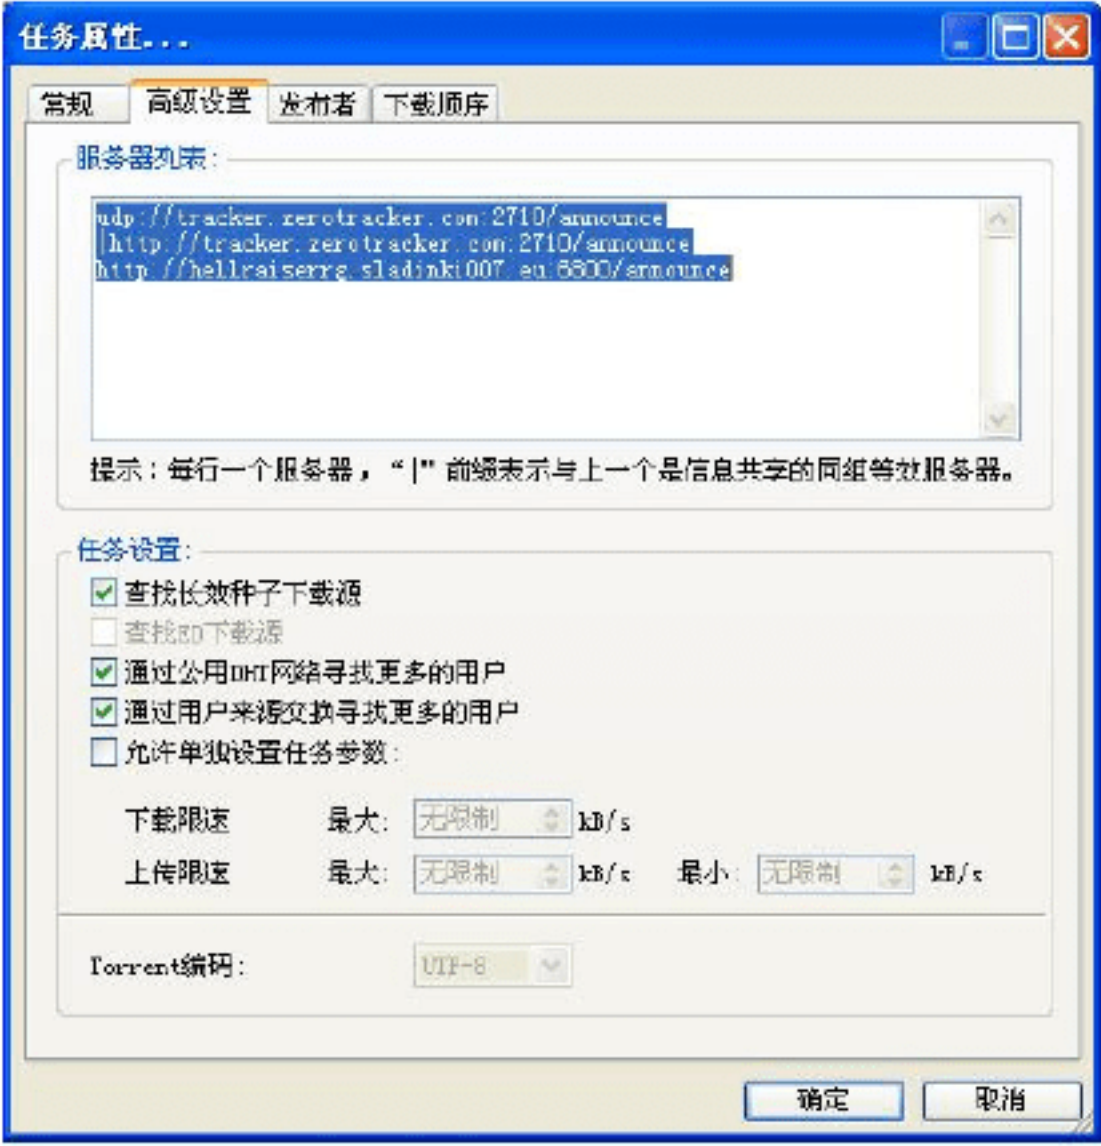 任务属性...
常规 高级设置 发布者 下载顺序
服务器列表:
udp://tracker.zerotracker.com:2710/announce
|http://tracker.zerotracker.com:2710/announce
http://hellraiserrg.sladinki007.eu:6800/announce
提示:每行一个服务器,“|”前缀表示与上一个是信息共享的同组等效服务器。
任务设置:
查找长效种子下载源
查找ED下载源
通过公用DHT网络寻找更多的用户
通过用户来源交换寻找更多的用户
允许单独设置任务参数:
下载限速 最大: 无限制 kB/s
上传限速 最大: 无限制 kB/s 最小: 无限制 kB/s
Torrent编码: UTF-8
确定 取消